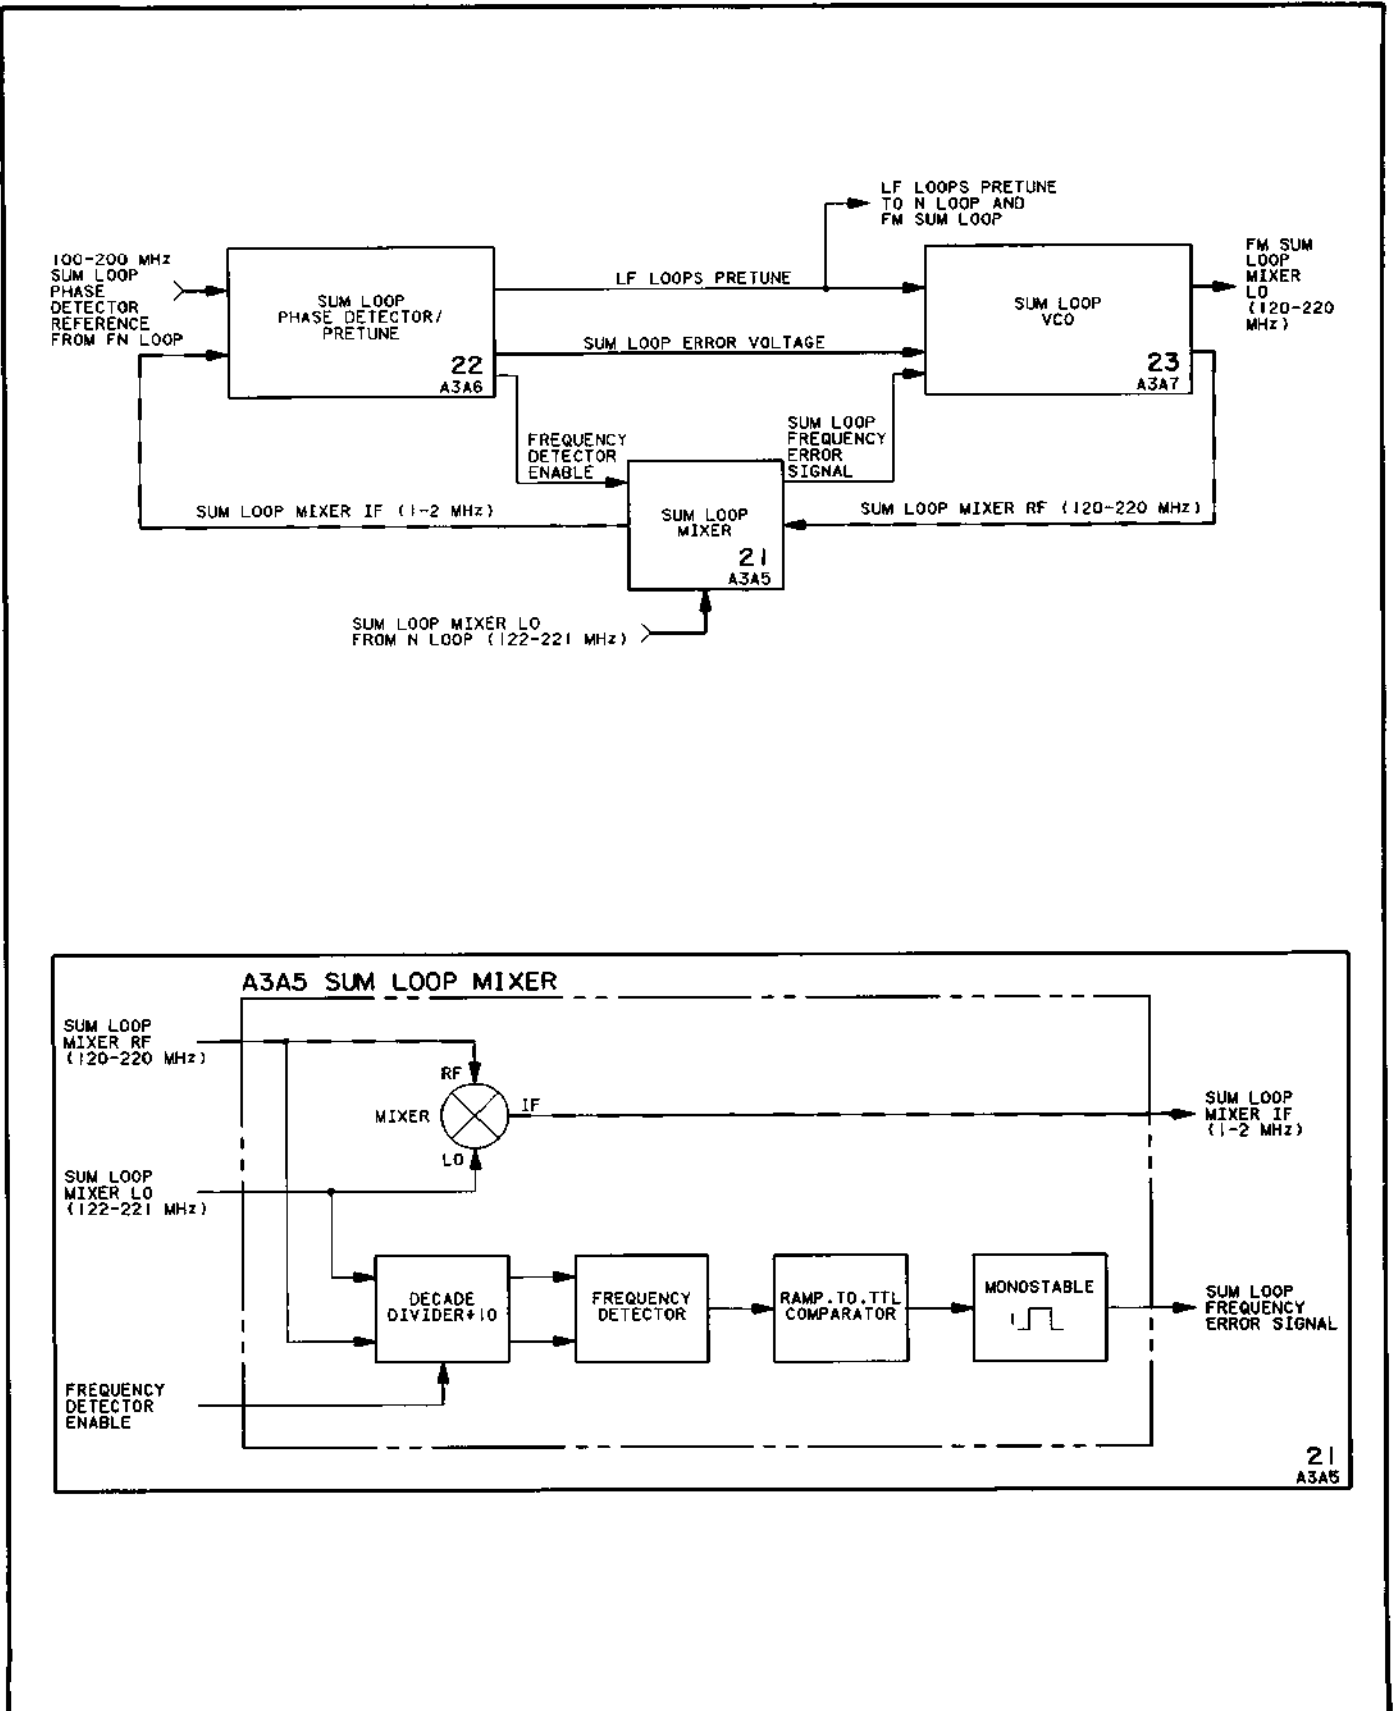 LF LOOPS PRETUNE
TO N LOOP AND
FM SUM LOOP
100-200 MHz
SUM LOOP
PHASE
DETECTOR
REFERENCE
FROM FN LOOP
SUM LOOP
PHASE DETECTOR/
PRETUNE
22
A3A6
LF LOOPS PRETUNE
SUM LOOP ERROR VOLTAGE
SUM LOOP
VCO
23
A3A7
FM SUM
LOOP
MIXER
LO
(120-220
MHz)
FREQUENCY
DETECTOR
ENABLE
SUM LOOP
FREQUENCY
ERROR
SIGNAL
SUM LOOP MIXER IF (1-2 MHz)
SUM LOOP
MIXER
21
A3A5
SUM LOOP MIXER RF (120-220 MHz)
SUM LOOP MIXER LO
FROM N LOOP (122-221 MHz)
A3A5 SUM LOOP MIXER
SUM LOOP
MIXER RF
(120-220 MHz)
RF
MIXER
IF
LO
SUM LOOP
MIXER IF
(1-2 MHz)
SUM LOOP
MIXER LO
(122-221 MHz)
DECADE
DIVIDER÷10
FREQUENCY
DETECTOR
RAMP.TO.TTL
COMPARATOR
MONOSTABLE
SUM LOOP
FREQUENCY
ERROR SIGNAL
FREQUENCY
DETECTOR
ENABLE
21
A3A5